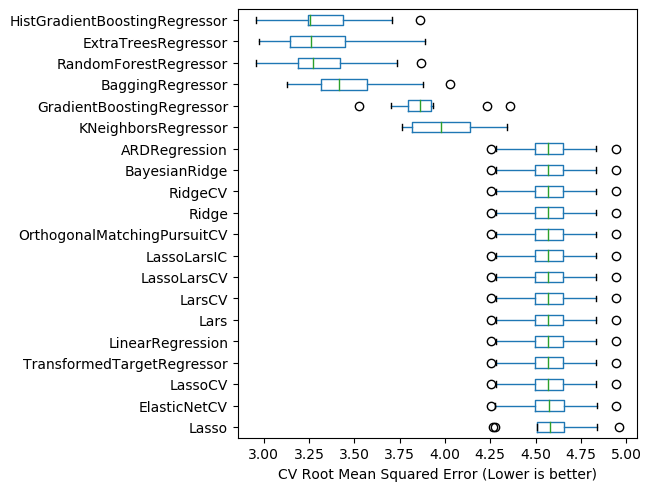 HistGradientBoostingRegressor
ExtraTreesRegressor
RandomForestRegressor
BaggingRegressor
GradientBoostingRegressor
KNeighborsRegressor
ARDRegression
BayesianRidge
RidgeCV
Ridge
OrthogonalMatchingPursuitCV
LassoLarsIC
LassoLarsCV
LarsCV
Lars
LinearRegression
TransformedTargetRegressor
LassoCV
ElasticNetCV
Lasso
3.00 3.25 3.50 3.75 4.00 4.25 4.50 4.75 5.00
CV Root Mean Squared Error (Lower is better)